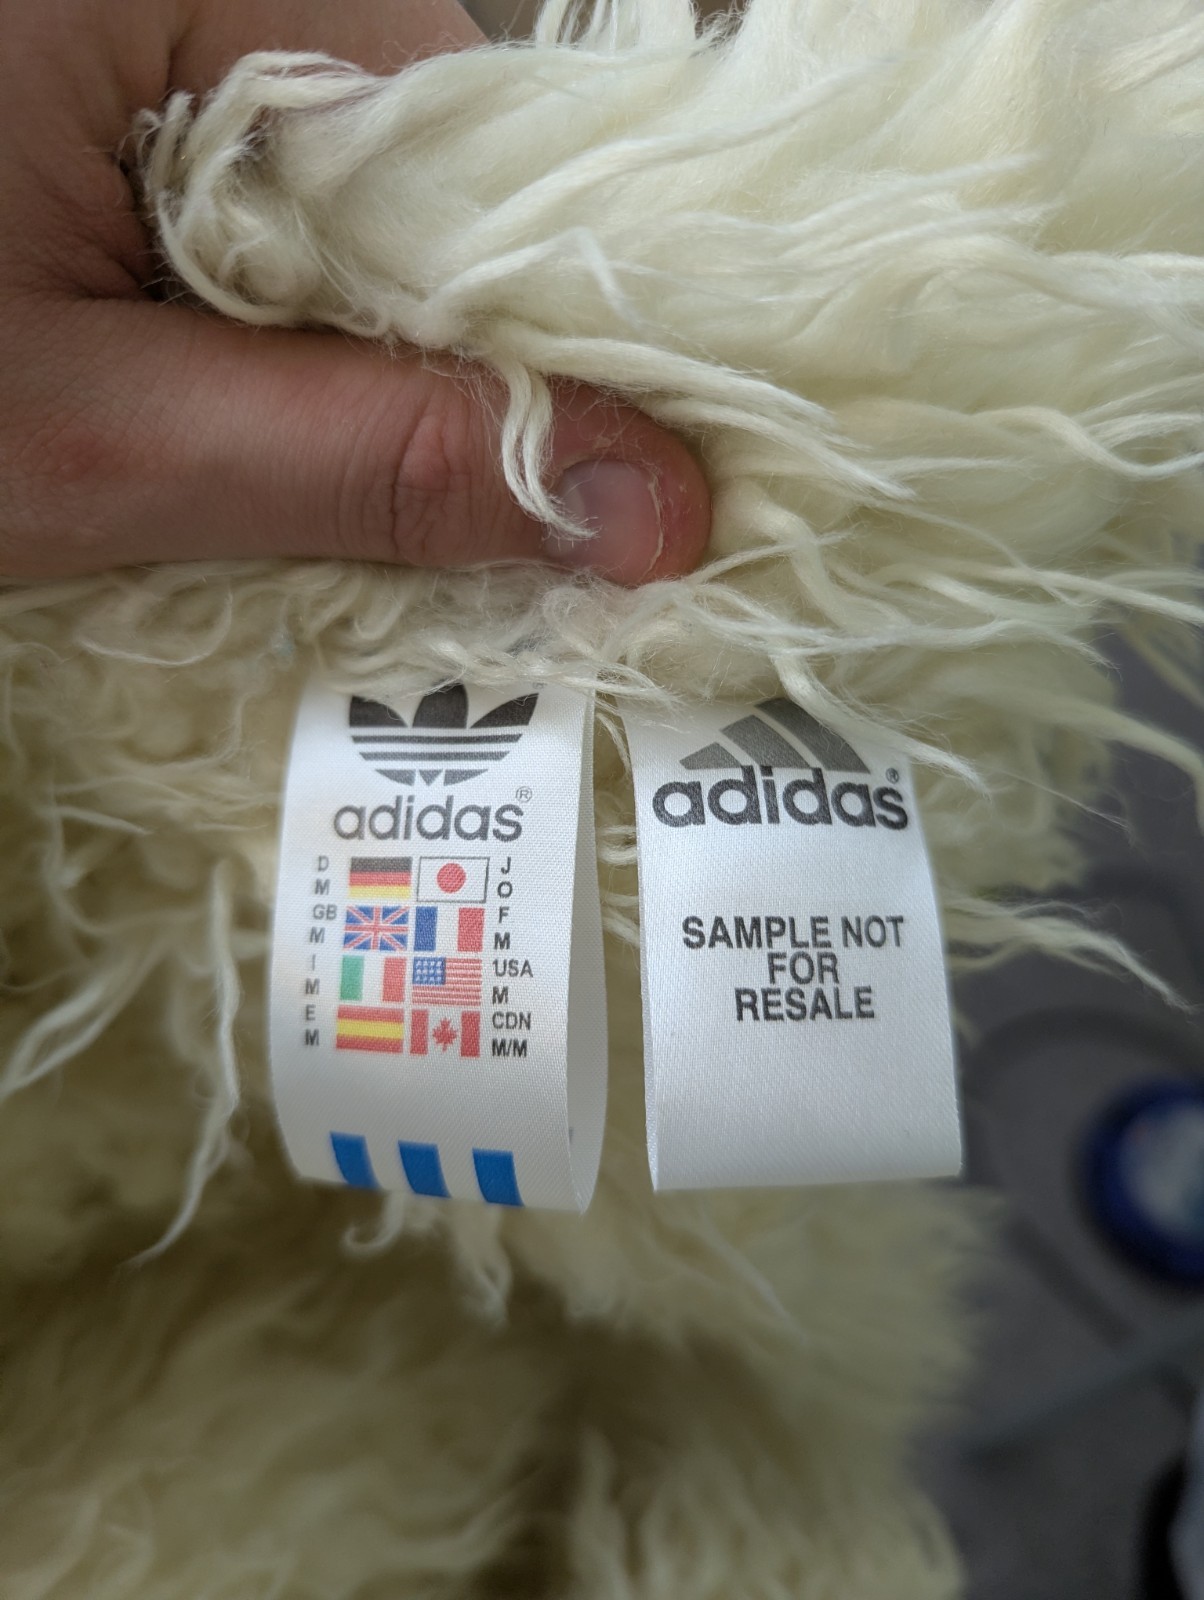 adidas®
D
M
J
O
GB
M
F
M
I
M
USA
M
E
M
CDN
M/M
adidas®
SAMPLE NOT
FOR
RESALE